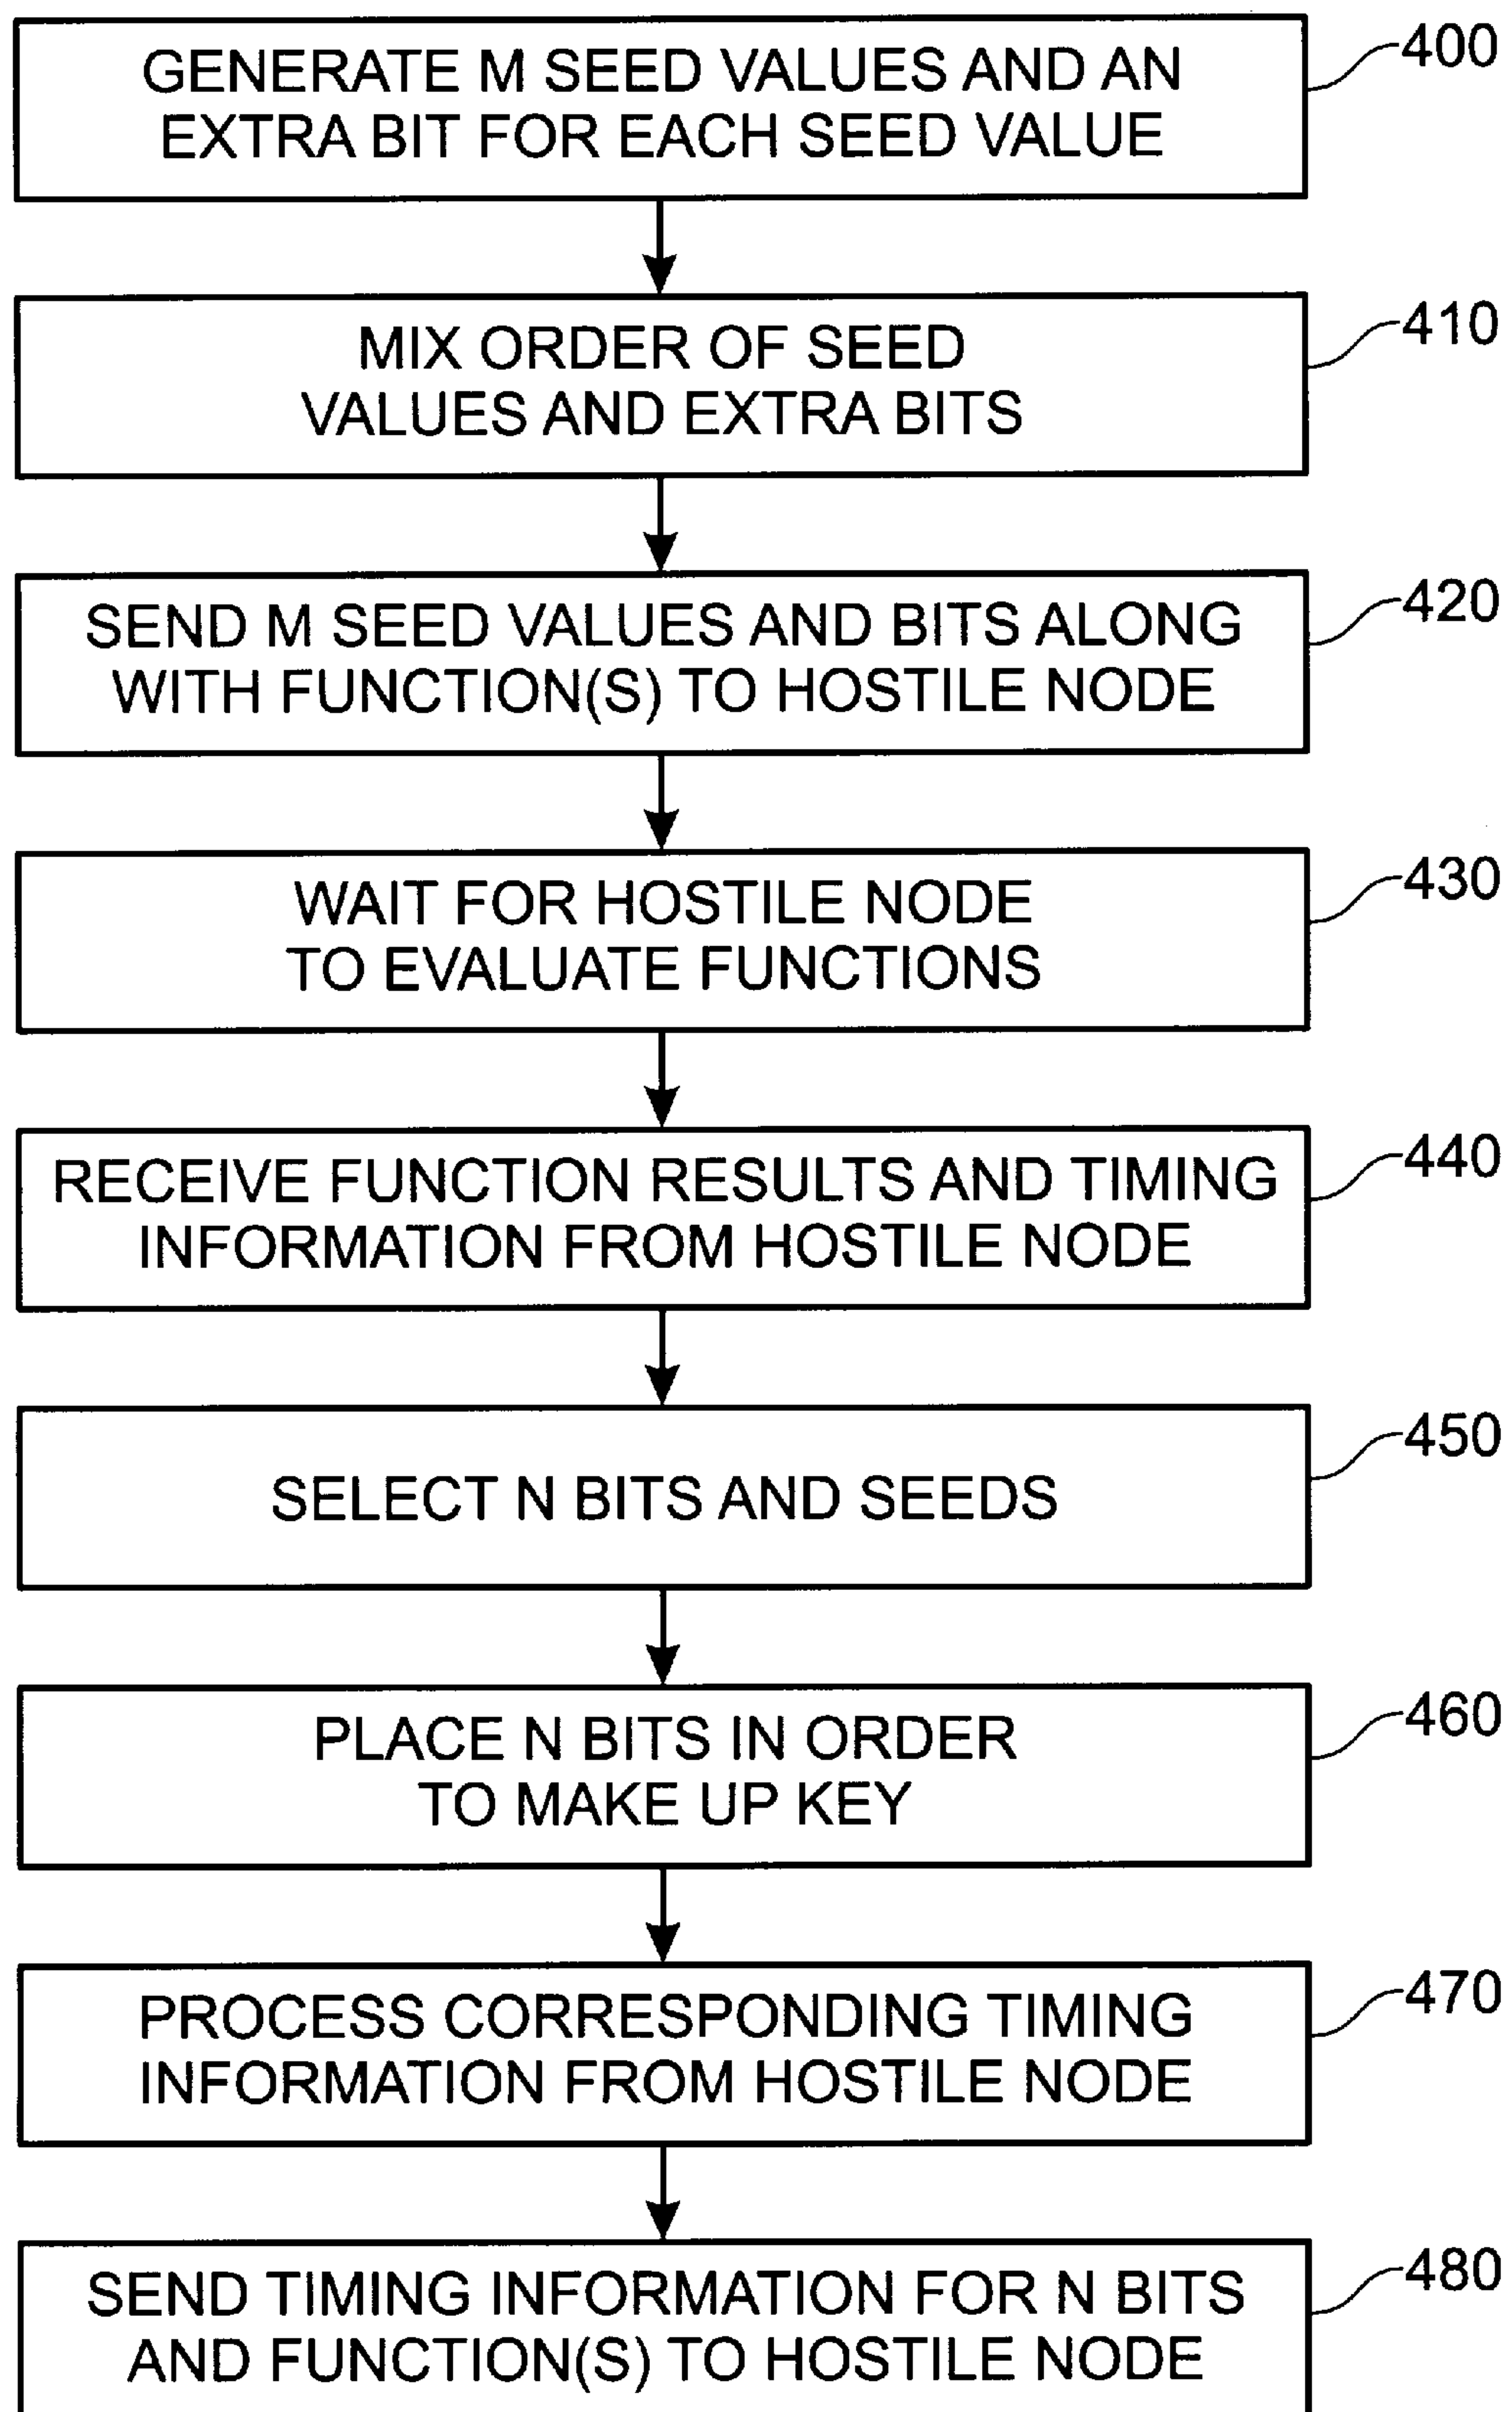 GENERATE M SEED VALUES AND AN
EXTRA BIT FOR EACH SEED VALUE
400
MIX ORDER OF SEED
VALUES AND EXTRA BITS
410
SEND M SEED VALUES AND BITS ALONG
WITH FUNCTION(S) TO HOSTILE NODE
420
WAIT FOR HOSTILE NODE
TO EVALUATE FUNCTIONS
430
RECEIVE FUNCTION RESULTS AND TIMING
INFORMATION FROM HOSTILE NODE
440
SELECT N BITS AND SEEDS
450
PLACE N BITS IN ORDER
TO MAKE UP KEY
460
PROCESS CORRESPONDING TIMING
INFORMATION FROM HOSTILE NODE
470
SEND TIMING INFORMATION FOR N BITS
AND FUNCTION(S) TO HOSTILE NODE
480